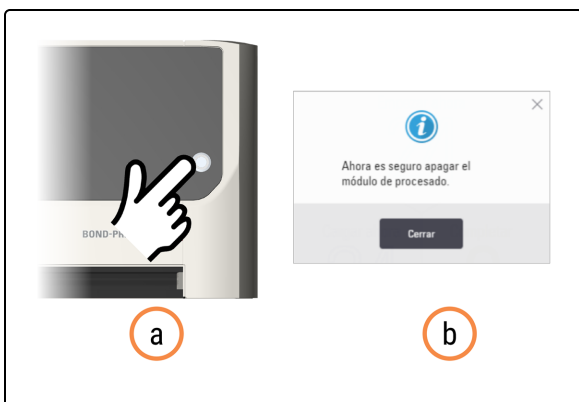 BOND-PR
Ahora es seguro apagar el
módulo de procesado.
Cerrar
a
b